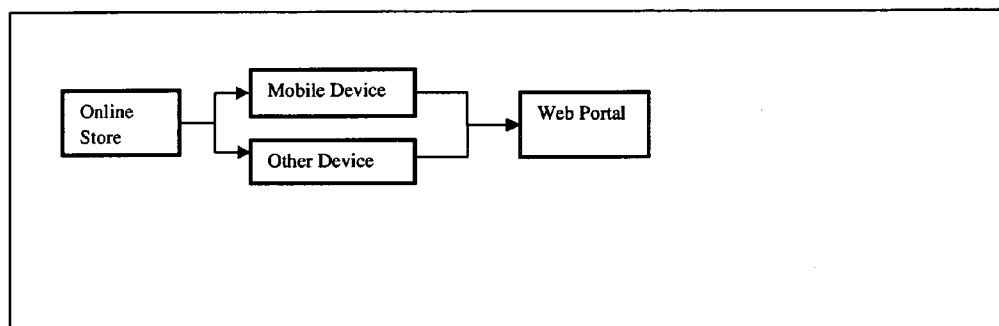 Online
Store
Mobile Device
Other Device
Web Portal